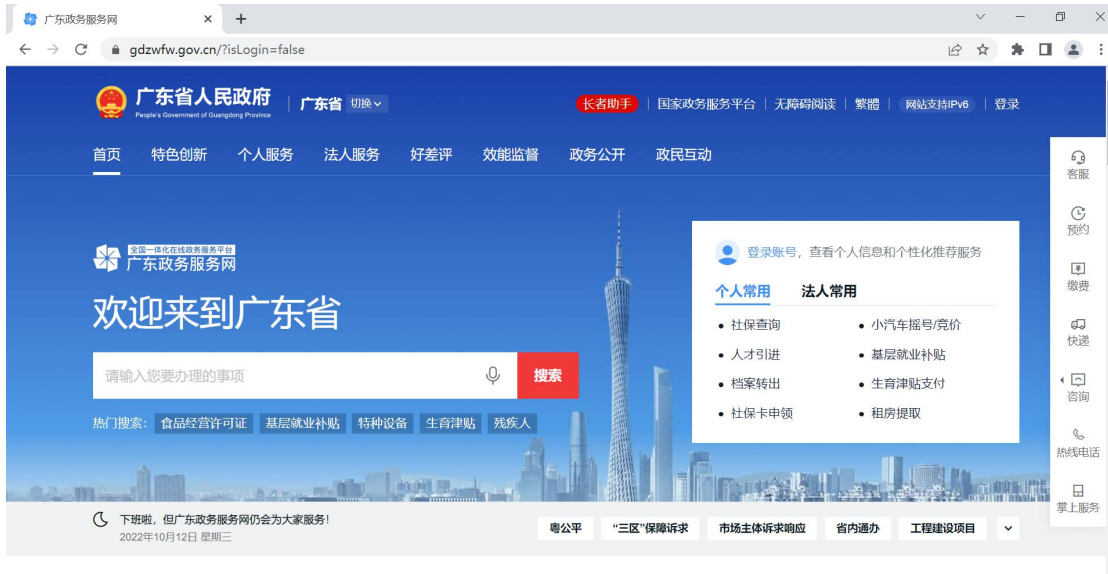 广东政务服务网
gdzwfw.gov.cn/?isLogin=false
广东省人民政府
People's Government of Guangdong Province
广东省 切换
长者助手 国家政务服务平台 无障碍阅读 繁體 网站支持IPv6 登录
首页 特色创新 个人服务 法人服务 好差评 效能监督 政务公开 政民互动
全国一体化在线政务服务平台
广东政务服务网
欢迎来到广东省
请输入您要办理的事项 搜索
热门搜索: 食品经营许可证 基层就业补贴 特种设备 生育津贴 残疾人
登录账号，查看个人信息和个性化推荐服务
个人常用 法人常用
• 社保查询 • 小汽车摇号/竞价
• 人才引进 • 基层就业补贴
• 档案转出 • 生育津贴支付
• 社保卡申领 • 租房提取
客服
预约
缴费
快递
咨询
热线电话
掌上服务
下班啦，但广东政务服务网仍会为大家服务！
2022年10月12日 星期三
粤公平 “三区”保障诉求 市场主体诉求响应 省内通办 工程建设项目